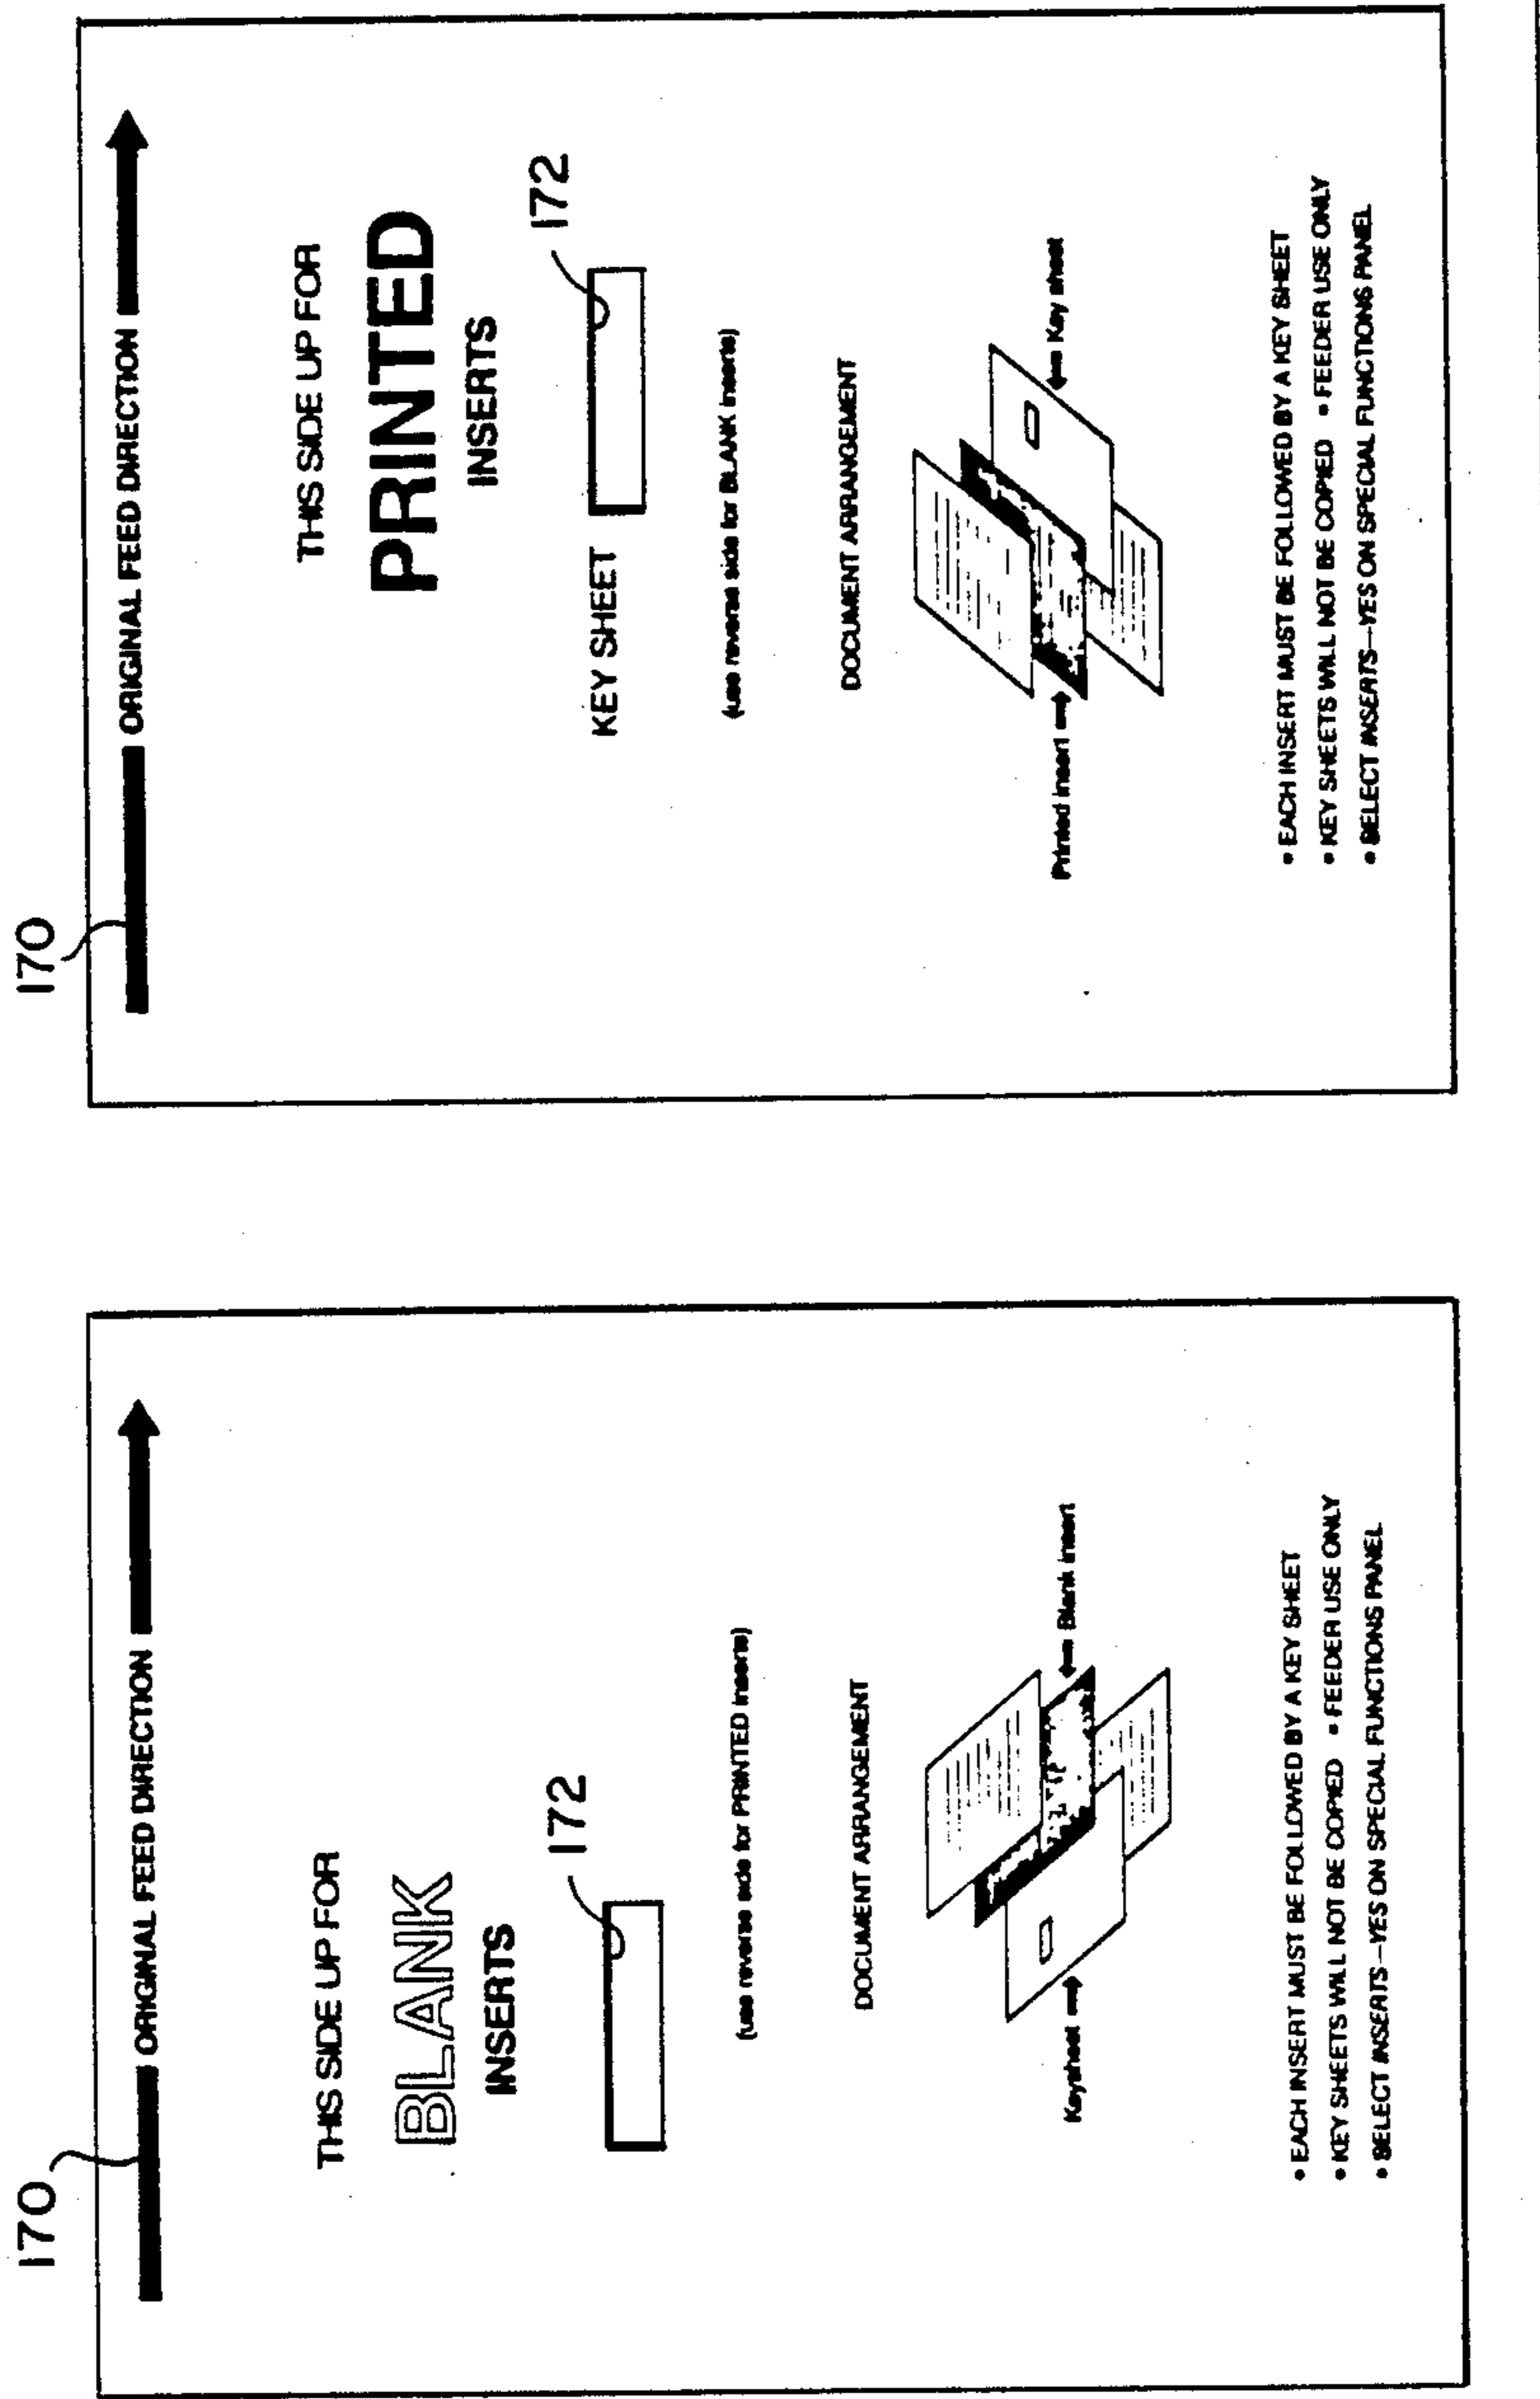 170
ORIGINAL FEED DIRECTION
THIS SIDE UP FOR
BLANK
INSERTS
172
(use reverse side for PRINTED inserts)
DOCUMENT ARRANGEMENT
Keysheet
Blank insert
• EACH INSERT MUST BE FOLLOWED BY A KEY SHEET
• KEY SHEETS WILL NOT BE COPIED • FEEDER USE ONLY
• SELECT INSERTS—YES ON SPECIAL FUNCTIONS PANEL
170
ORIGINAL FEED DIRECTION
THIS SIDE UP FOR
PRINTED
INSERTS
172
KEY SHEET
(use reverse side for BLANK inserts)
DOCUMENT ARRANGEMENT
Printed insert
Key sheet
• EACH INSERT MUST BE FOLLOWED BY A KEY SHEET
• KEY SHEETS WILL NOT BE COPIED • FEEDER USE ONLY
• SELECT INSERTS—YES ON SPECIAL FUNCTIONS PANEL